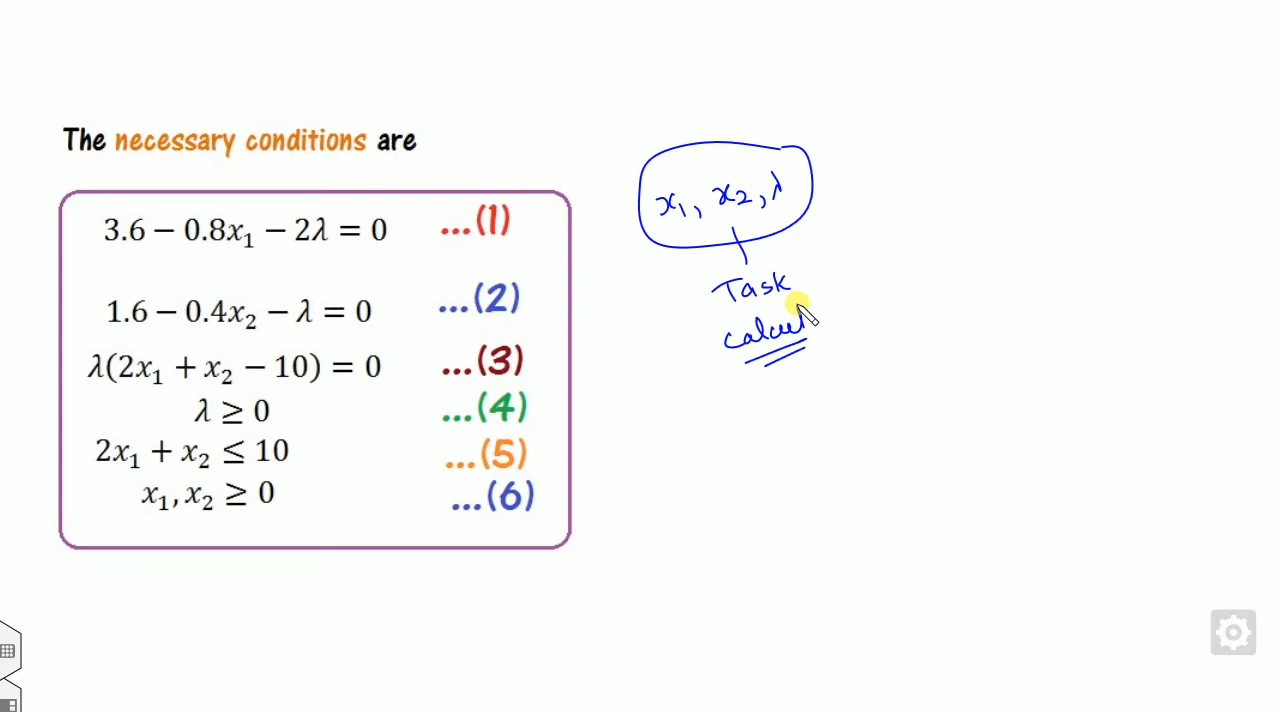 The necessary conditions are
3.6 − 0.8x₁ − 2λ = 0 ...(1)
1.6 − 0.4x₂ − λ = 0 ...(2)
λ(2x₁ + x₂ − 10) = 0 ...(3)
λ ≥ 0 ...(4)
2x₁ + x₂ ≤ 10 ...(5)
x₁, x₂ ≥ 0 ...(6)
x₁, x₂, λ
Task
calcul